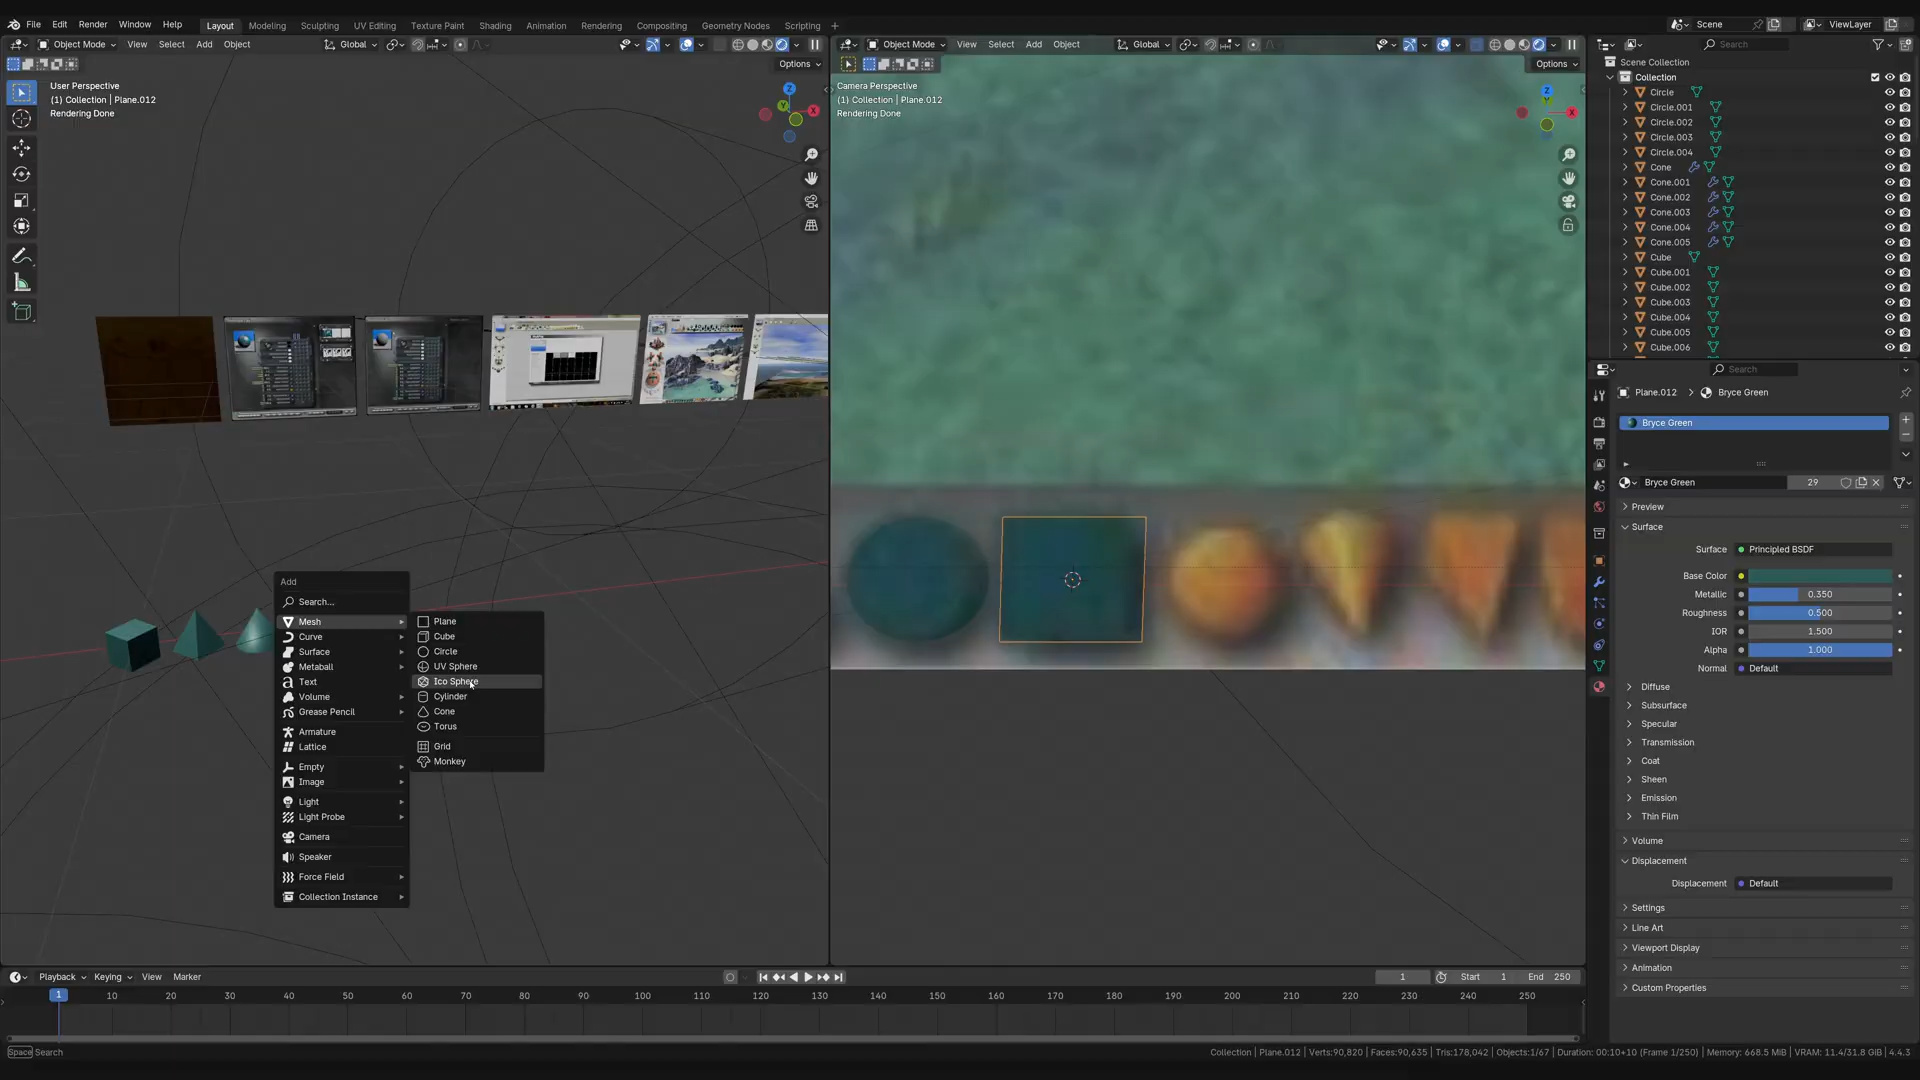 File Edit Render Window Help Layout Modeling Sculpting UV Editing Texture Paint Shading Animation Rendering Compositing Geometry Nodes Scripting + Scene ViewLayer
Object Mode View Select Add Object Global
Options
User Perspective
(1) Collection | Plane.012
Rendering Done
Z
Y
X
Add
Search...
Mesh
Curve
Surface
Metaball
Text
Volume
Grease Pencil
Armature
Lattice
Empty
Image
Light
Light Probe
Camera
Speaker
Force Field
Collection Instance
Plane
Cube
Circle
UV Sphere
Ico Sphere
Cylinder
Cone
Torus
Grid
Monkey
Object Mode View Select Add Object Global
Options
Camera Perspective
(1) Collection | Plane.012
Rendering Done
Z
Y
X
Search
Scene Collection
Collection
Circle
Circle.001
Circle.002
Circle.003
Circle.004
Cone
Cone.001
Cone.002
Cone.003
Cone.004
Cone.005
Cube
Cube.001
Cube.002
Cube.003
Cube.004
Cube.005
Cube.006
Search
Plane.012 > Bryce Green
Bryce Green
Bryce Green 29
Preview
Surface
Surface Principled BSDF
Base Color
Metallic 0.350
Roughness 0.500
IOR 1.500
Alpha 1.000
Normal Default
Diffuse
Subsurface
Specular
Transmission
Coat
Sheen
Emission
Thin Film
Volume
Displacement
Displacement Default
Settings
Line Art
Viewport Display
Animation
Custom Properties
Playback Keying View Marker 1 Start 1 End 250
1 10 20 30 40 50 60 70 80 90 100 110 120 130 140 150 160 170 180 190 200 210 220 230 240 250
Space Search
Collection | Plane.012 | Verts:90,820 | Faces:90,635 | Tris:178,042 | Objects:1/67 | Duration: 00:10+10 (Frame 1/250) | Memory: 668.5 MiB | VRAM: 11.4/31.8 GiB | 4.4.3